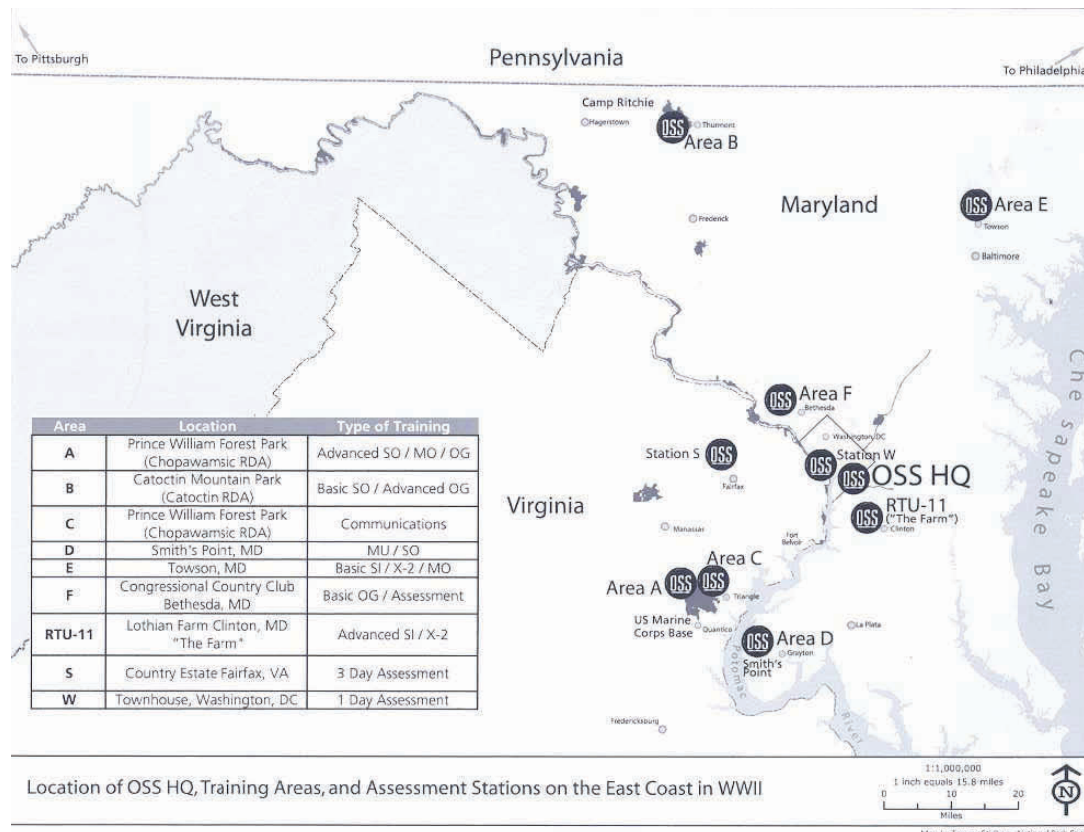 To Pittsburgh
Pennsylvania
To Philadelphia
Camp Ritchie
Hagerstown
OSS
Thurmont
Area B
Maryland
OSS
Area E
Towson
Frederick
Baltimore
West
Virginia
Chesapeake Bay
OSS
Area F
Bethesda
Washington, DC
Station S
OSS
Fairfax
Station W
OSS
OSS
OSS HQ
Virginia
OSS
RTU-11
("The Farm")
Clinton
Manassas
Fort
Belvoir
Area C
Area A
OSS
OSS
Triangle
US Marine
Corps Base
Quantico
La Plata
OSS
Area D
Grayton
Smith's
Point
Potomac
River
Fredericksburg
Area Location Type of Training
A Prince William Forest Park (Chopawamsic RDA) Advanced SO / MO / OG
B Catoctin Mountain Park (Catoctin RDA) Basic SO / Advanced OG
C Prince William Forest Park (Chopawamsic RDA) Communications
D Smith's Point, MD MU / SO
E Towson, MD Basic SI / X-2 / MO
F Congressional Country Club Bethesda, MD Basic OG / Assessment
RTU-11 Lothian Farm Clinton, MD "The Farm" Advanced SI / X-2
S Country Estate Fairfax, VA 3 Day Assessment
W Townhouse, Washington, DC 1 Day Assessment
Location of OSS HQ, Training Areas, and Assessment Stations on the East Coast in WWII
1:1,000,000
1 inch equals 15.8 miles
0 10 20
Miles
N